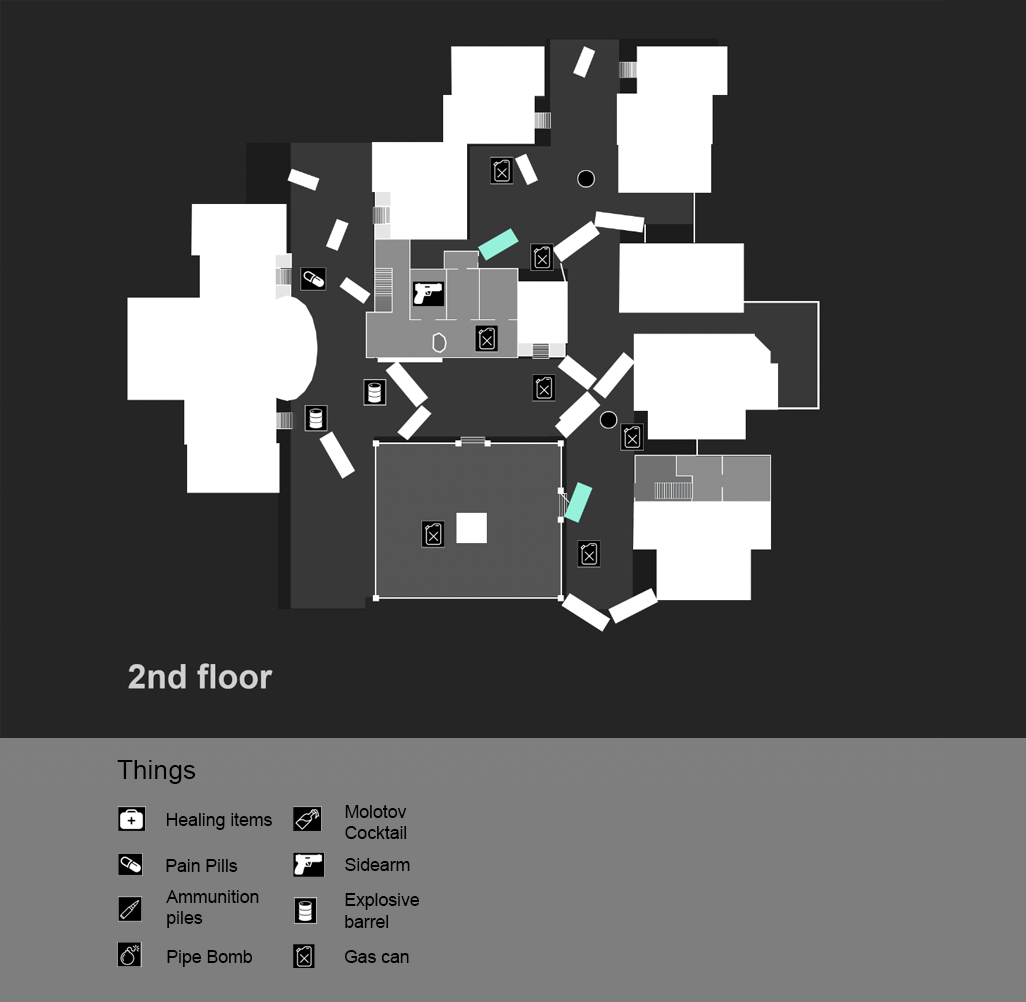 2nd floor
Things
Healing items
Molotov
Cocktail
Pain Pills
Sidearm
Ammunition
piles
Explosive
barrel
Pipe Bomb
Gas can